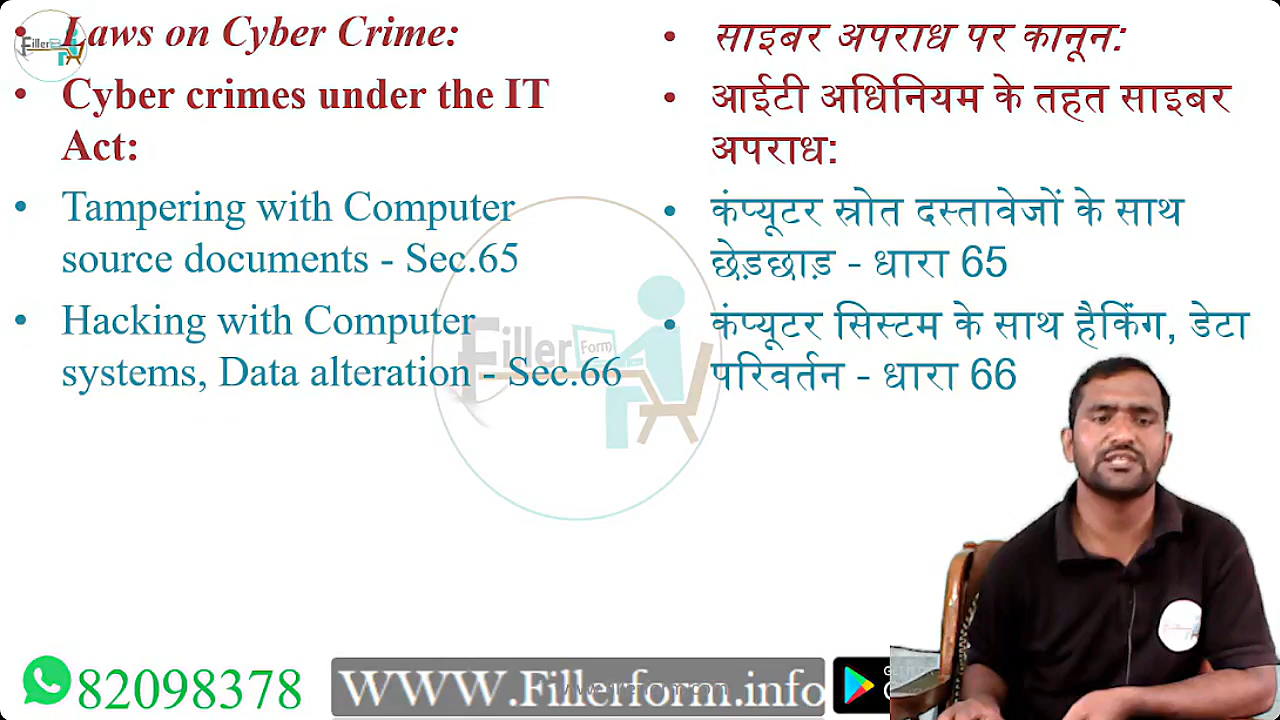 Laws on Cyber Crime:
Cyber crimes under the IT
Act:
Tampering with Computer
source documents - Sec.65
Hacking with Computer
systems, Data alteration - Sec.66
साइबर अपराध पर कानून:
आईटी अधिनियम के तहत साइबर
अपराध:
कंप्यूटर स्रोत दस्तावेजों के साथ
छेड़छाड़ - धारा 65
कंप्यूटर सिस्टम के साथ हैकिंग, डेटा
परिवर्तन - धारा 66
Filler Form
82098378
WWW.Fillerform.info